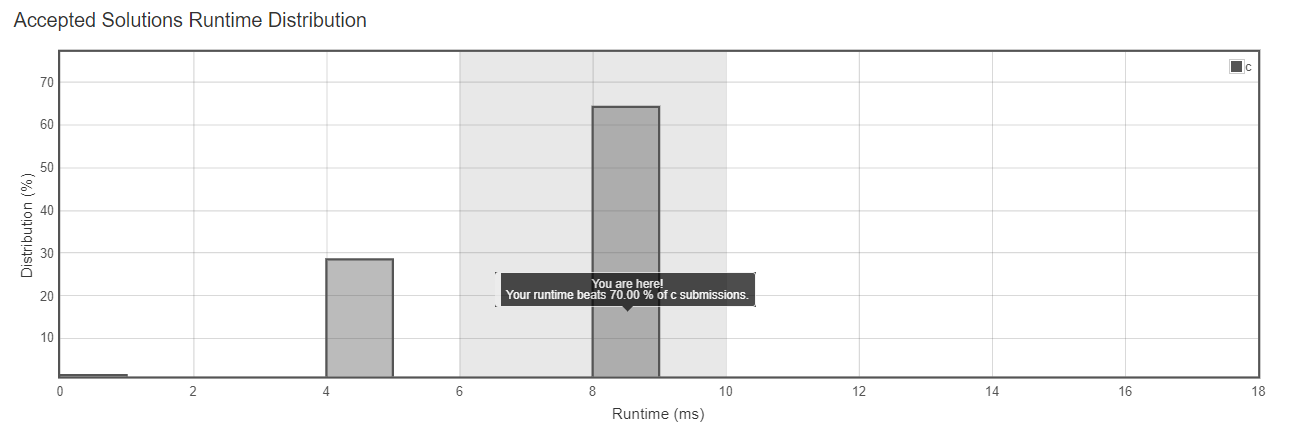 Accepted Solutions Runtime Distribution
c
70
60
50
40
30
20
10
Distribution (%)
You are here!
Your runtime beats 70.00 % of c submissions.
0 2 4 6 8 10 12 14 16 18
Runtime (ms)